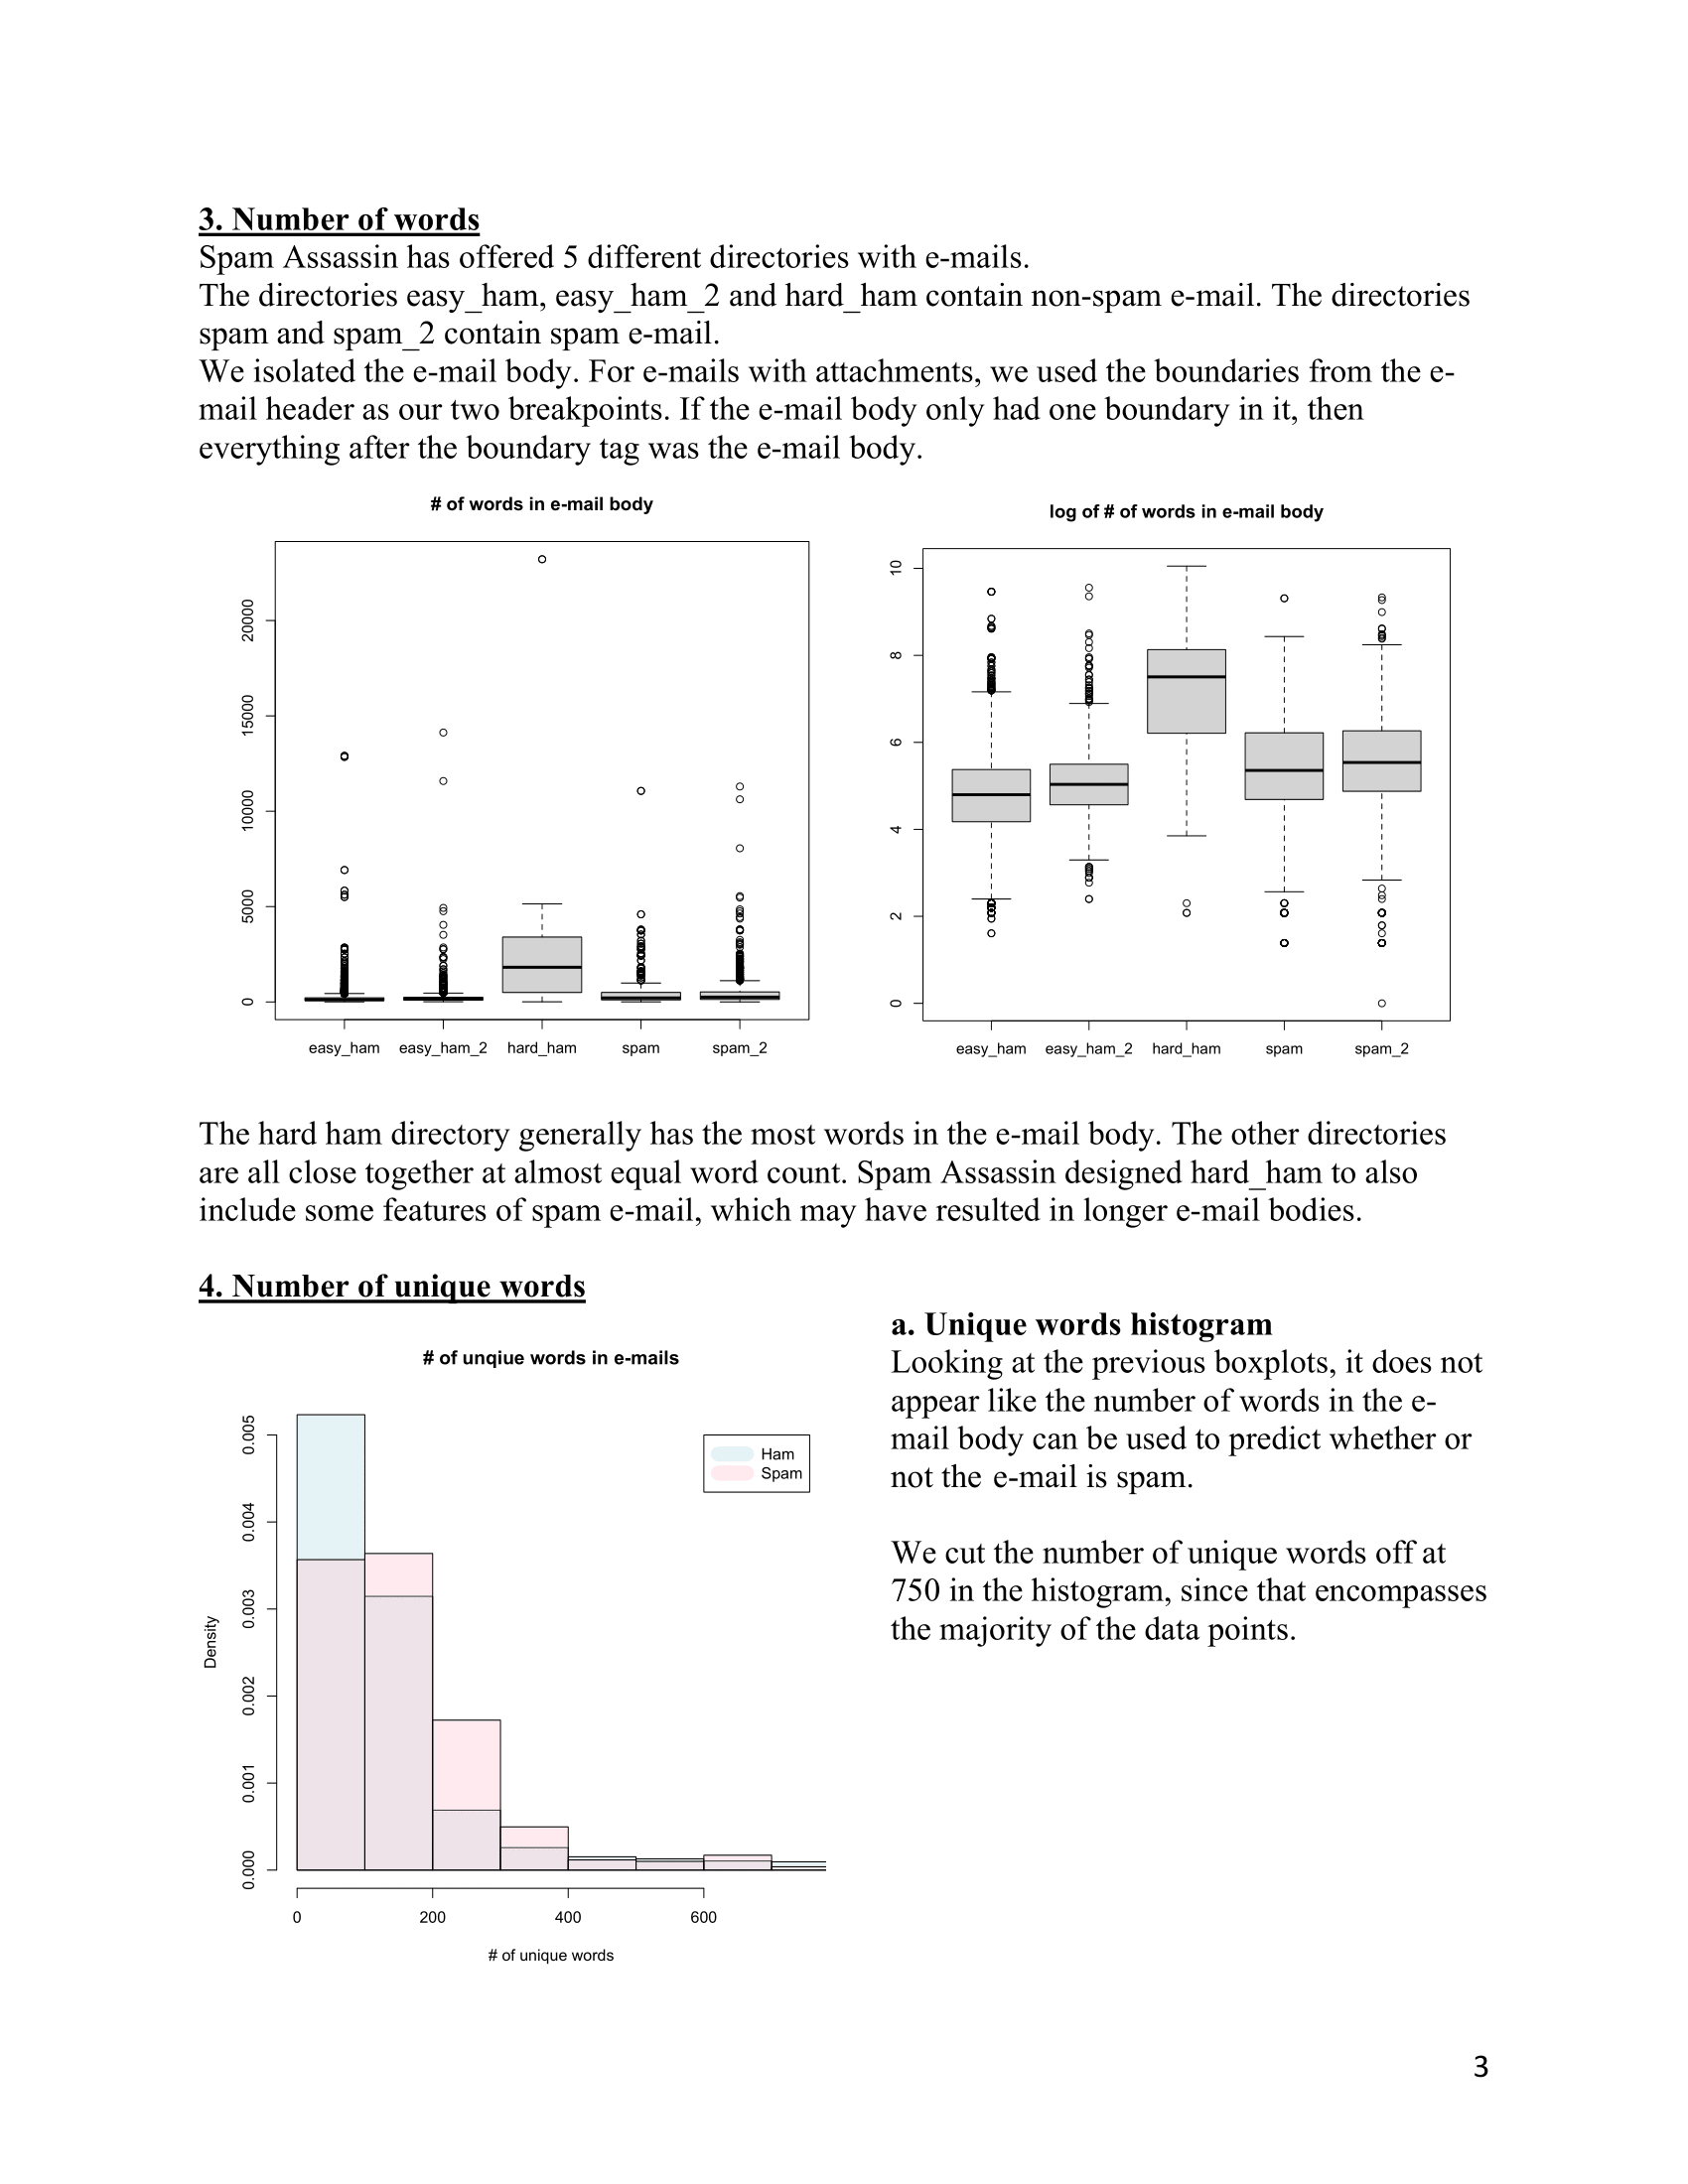 3. Number of words
Spam Assassin has offered 5 different directories with e-mails.
The directories easy_ham, easy_ham_2 and hard_ham contain non-spam e-mail. The directories
spam and spam_2 contain spam e-mail.
We isolated the e-mail body. For e-mails with attachments, we used the boundaries from the e-
mail header as our two breakpoints. If the e-mail body only had one boundary in it, then
everything after the boundary tag was the e-mail body.
# of words in e-mail body
20000
15000
10000
5000
0
easy_ham easy_ham_2 hard_ham spam spam_2
log of # of words in e-mail body
10
8
6
4
2
0
easy_ham easy_ham_2 hard_ham spam spam_2
The hard ham directory generally has the most words in the e-mail body. The other directories
are all close together at almost equal word count. Spam Assassin designed hard_ham to also
include some features of spam e-mail, which may have resulted in longer e-mail bodies.
4. Number of unique words
# of unqiue words in e-mails
Ham
Spam
Density
0.005
0.004
0.003
0.002
0.001
0.000
0 200 400 600
# of unique words
a. Unique words histogram
Looking at the previous boxplots, it does not
appear like the number of words in the e-
mail body can be used to predict whether or
not the e-mail is spam.
We cut the number of unique words off at
750 in the histogram, since that encompasses
the majority of the data points.
3